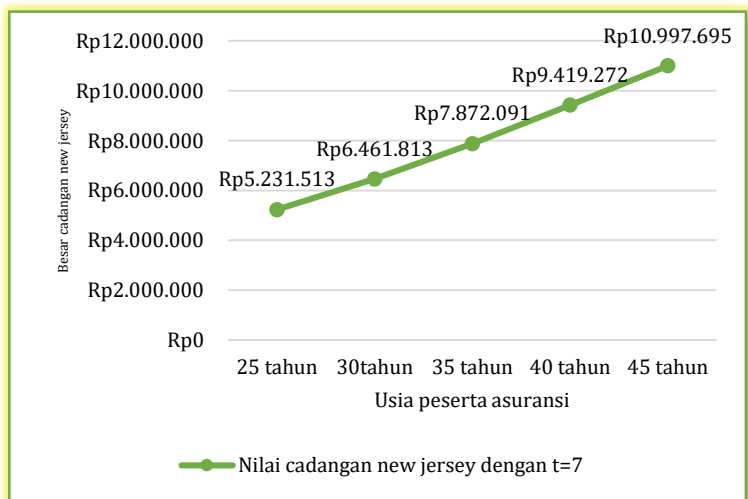 Rp12.000.000
Rp10.997.695
Rp9.419.272
Rp10.000.000
Rp7.872.091
Rp8.000.000
Rp6.461.813
Rp5.231.513
Rp6.000.000
Rp4.000.000
Rp2.000.000
Rp0
Besar cadangan new jersey
25 tahun 30tahun 35 tahun 40 tahun 45 tahun
Usia peserta asuransi
Nilai cadangan new jersey dengan t=7